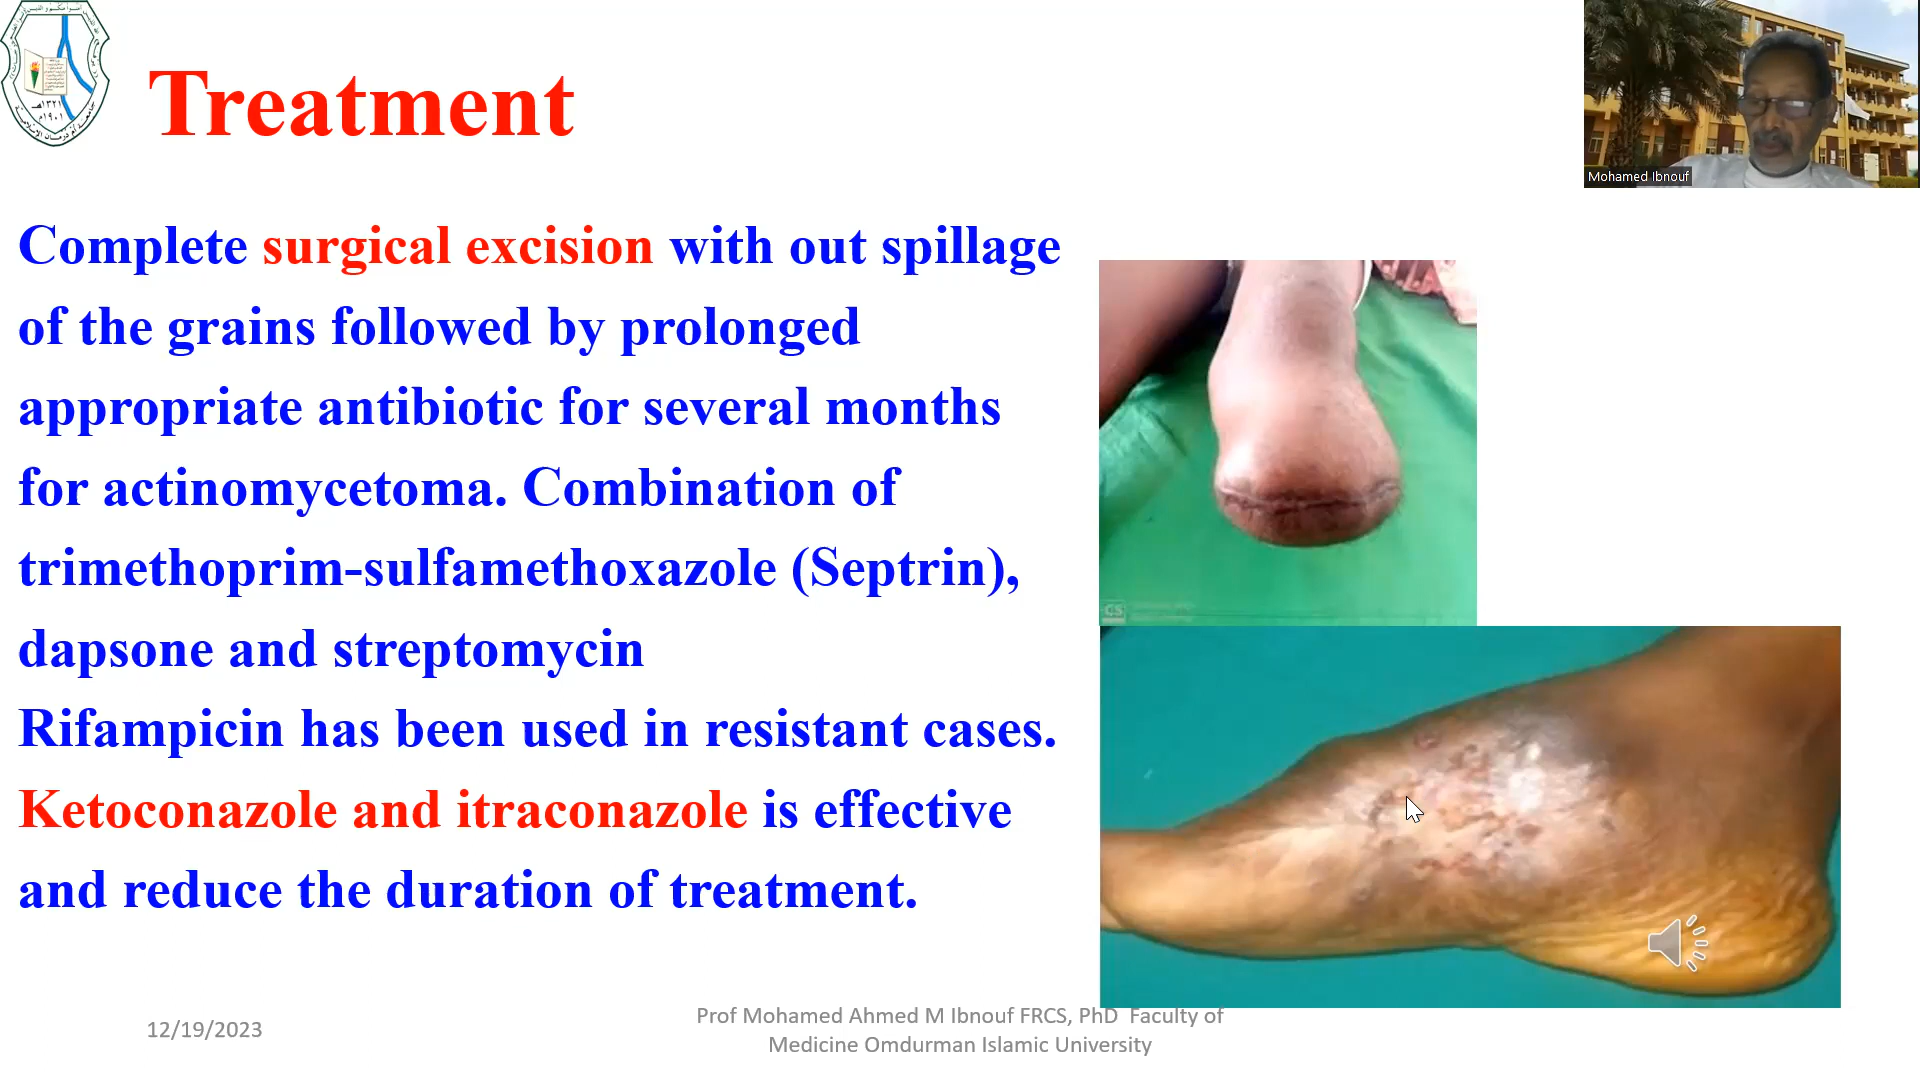 Treatment
Mohamed Ibnouf
Complete surgical excision with out spillage
of the grains followed by prolonged
appropriate antibiotic for several months
for actinomycetoma. Combination of
trimethoprim-sulfamethoxazole (Septrin),
dapsone and streptomycin
Rifampicin has been used in resistant cases.
Ketoconazole and itraconazole is effective
and reduce the duration of treatment.
CS
12/19/2023
Prof Mohamed Ahmed M Ibnouf FRCS, PhD Faculty of
Medicine Omdurman Islamic University